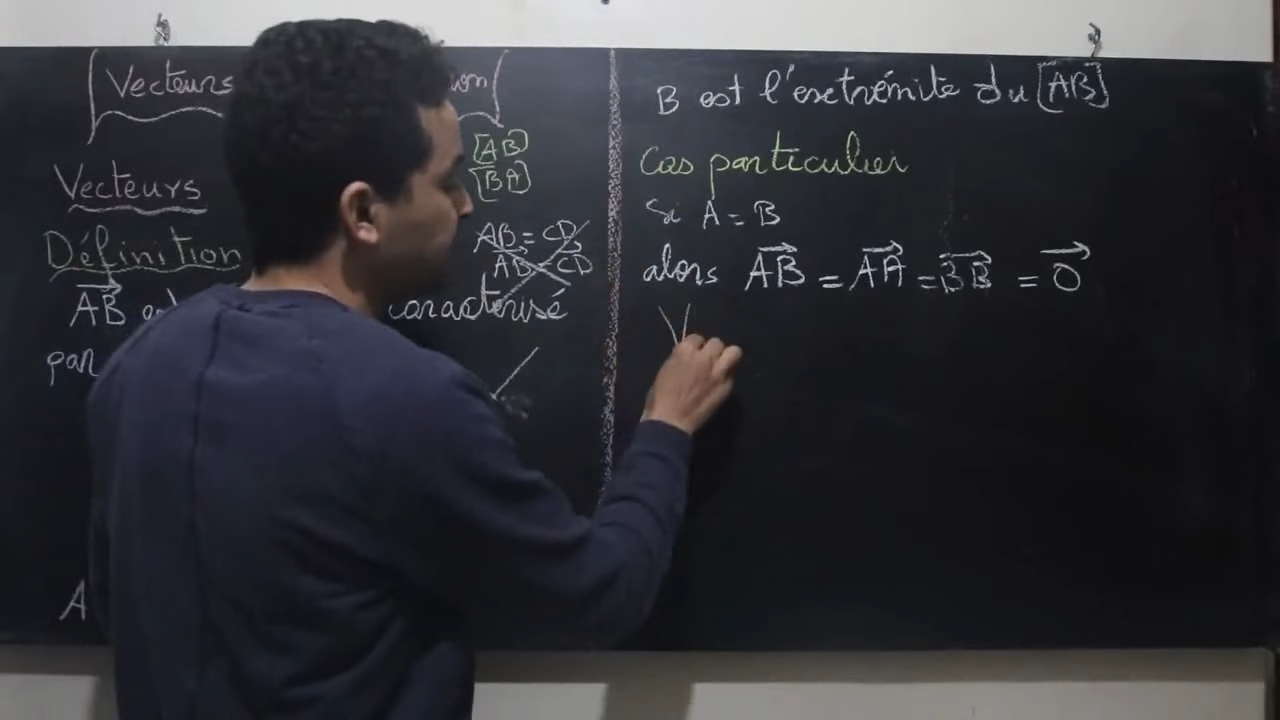 Vecteurs
Vecteurs
Définition
AB⃗ caractérisé
par
[AB]
[BA]
AB = CD
AB⃗ = CD⃗
A
B est l'extrémité du [AB]
Cas particulier
Si A = B
alors AB⃗ = AA⃗ = BB⃗ = 0⃗